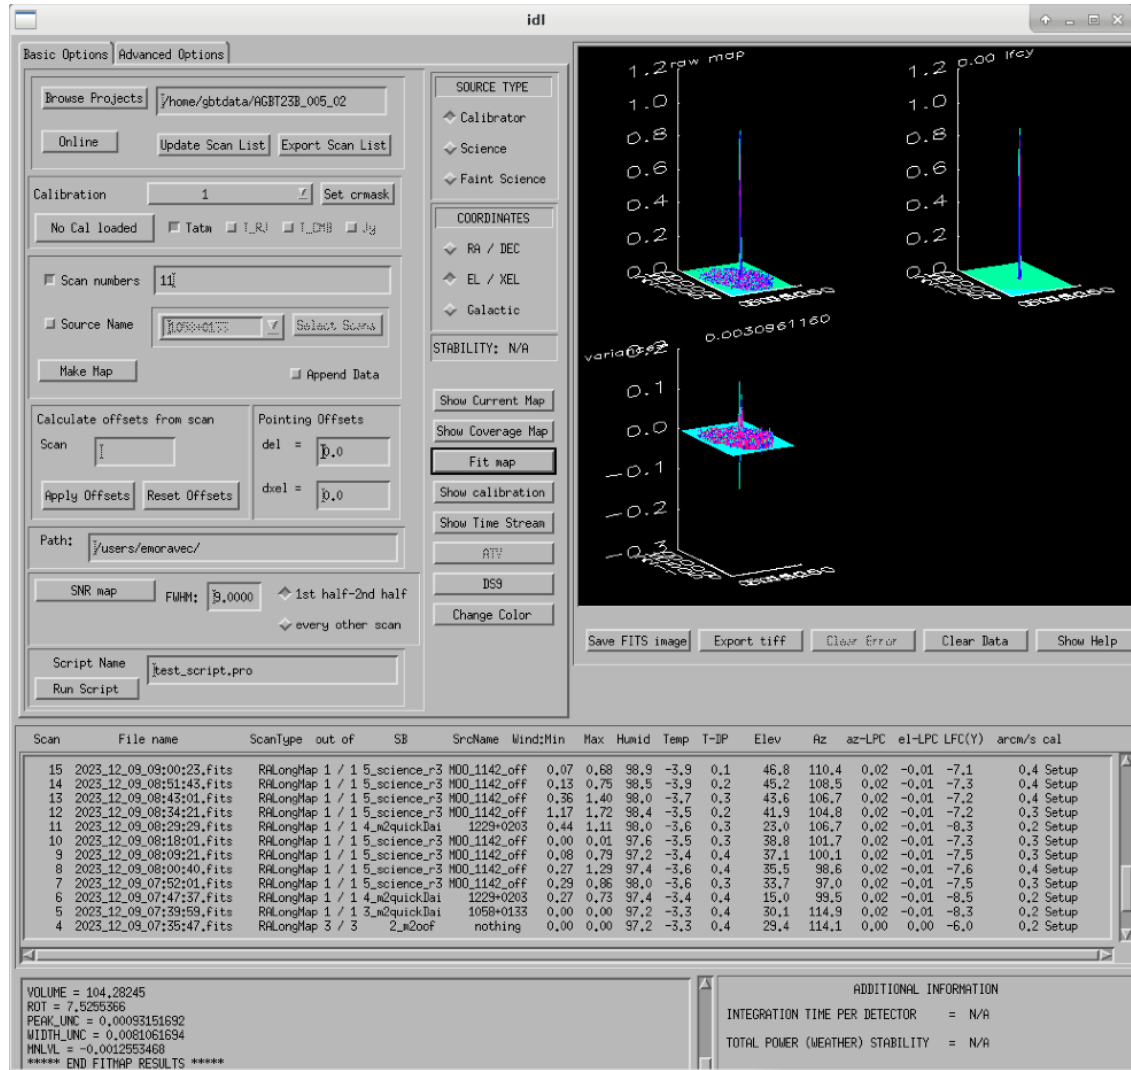 idl
Basic Options Advanced Options
Browse Projects /home/gbtdata/AGBT23B_005_02
Online Update Scan List Export Scan List
Calibration 1 Set crmask
No Cal loaded Tatm T_RJ T_CMB Jy
Scan numbers 11
Source Name 1058+0133 Select Scans
Make Map Append Data
Calculate offsets from scan
Scan
Apply Offsets Reset Offsets
Pointing Offsets
del = 0.0
dxel = 0.0
Path: /users/emoravec/
SNR map FWHM: 9.0000 1st half-2nd half
every other scan
Script Name test_script.pro
Run Script
SOURCE TYPE
Calibrator
Science
Faint Science
COORDINATES
RA / DEC
EL / XEL
Galactic
STABILITY: N/A
Show Current Map
Show Coverage Map
Fit map
Show calibration
Show Time Stream
ATV
DS9
Change Color
raw map
1.2
1.0
0.8
0.6
0.4
0.2
0.0
0.00 lfcy
1.2
1.0
0.8
0.6
0.4
0.2
0.0
0.0030961160
variance
0.2
0.1
0.0
-0.1
-0.2
-0.3
Save FITS image Export tiff Clear Error Clear Data Show Help
Scan File name ScanType out of SB SrcName Wind:Min Max Humid Temp T-DP Elev Az az-LPC el-LPC LFC(Y) arcm/s cal
15 2023_12_09_09:00:23.fits RALongMap 1 / 1 5_science_r3 MOO_1142_off 0.07 0.68 98.9 -3.9 0.1 46.8 110.4 0.02 -0.01 -7.1 0.4 Setup
14 2023_12_09_08:51:43.fits RALongMap 1 / 1 5_science_r3 MOO_1142_off 0.13 0.75 98.5 -3.9 0.2 45.2 108.5 0.02 -0.01 -7.3 0.4 Setup
13 2023_12_09_08:43:01.fits RALongMap 1 / 1 5_science_r3 MOO_1142_off 0.36 1.40 98.0 -3.7 0.3 43.6 106.7 0.02 -0.01 -7.2 0.4 Setup
12 2023_12_09_08:34:21.fits RALongMap 1 / 1 5_science_r3 MOO_1142_off 1.17 1.72 98.4 -3.5 0.2 41.9 104.8 0.02 -0.01 -7.2 0.3 Setup
11 2023_12_09_08:29:29.fits RALongMap 1 / 1 4_m2quickDai 1229+0203 0.44 1.11 98.0 -3.6 0.3 23.0 106.7 0.02 -0.01 -8.3 0.2 Setup
10 2023_12_09_08:18:01.fits RALongMap 1 / 1 5_science_r3 MOO_1142_off 0.00 0.01 97.6 -3.5 0.3 38.8 101.7 0.02 -0.01 -7.3 0.3 Setup
9 2023_12_09_08:09:21.fits RALongMap 1 / 1 5_science_r3 MOO_1142_off 0.08 0.79 97.2 -3.4 0.4 37.1 100.1 0.02 -0.01 -7.5 0.3 Setup
8 2023_12_09_08:00:40.fits RALongMap 1 / 1 5_science_r3 MOO_1142_off 0.27 1.29 97.4 -3.6 0.4 35.5 98.6 0.02 -0.01 -7.6 0.4 Setup
7 2023_12_09_07:52:01.fits RALongMap 1 / 1 5_science_r3 MOO_1142_off 0.29 0.86 98.0 -3.6 0.3 33.7 97.0 0.02 -0.01 -7.5 0.3 Setup
6 2023_12_09_07:47:37.fits RALongMap 1 / 1 4_m2quickDai 1229+0203 0.27 0.73 97.4 -3.4 0.4 15.0 99.5 0.02 -0.01 -8.5 0.2 Setup
5 2023_12_09_07:39:59.fits RALongMap 1 / 1 3_m2quickDai 1058+0133 0.00 0.00 97.2 -3.3 0.4 30.1 114.9 0.02 -0.01 -8.3 0.2 Setup
4 2023_12_09_07:35:47.fits RALongMap 3 / 3 2_m2oof nothing 0.00 0.00 97.2 -3.3 0.4 29.4 114.1 0.00 0.00 -6.0 0.2 Setup
VOLUME = 104.28245
ROT = 7.5255366
PEAK_UNC = 0.00093151692
WIDTH_UNC = 0.0081061694
MNLVL = -0.0012553468
***** END FITMAP RESULTS *****
ADDITIONAL INFORMATION
INTEGRATION TIME PER DETECTOR = N/A
TOTAL POWER (WEATHER) STABILITY = N/A